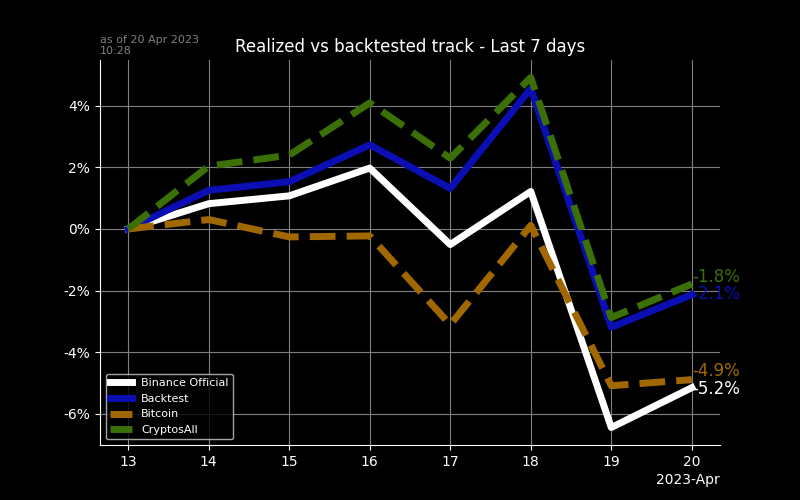 as of 20 Apr 2023
10:28
Realized vs backtested track - Last 7 days
4%
2%
0%
-2%
-4%
-6%
-1.8%
-2.1%
-4.9%
-5.2%
Binance Official
Backtest
Bitcoin
CryptosAll
13 14 15 16 17 18 19 20
2023-Apr